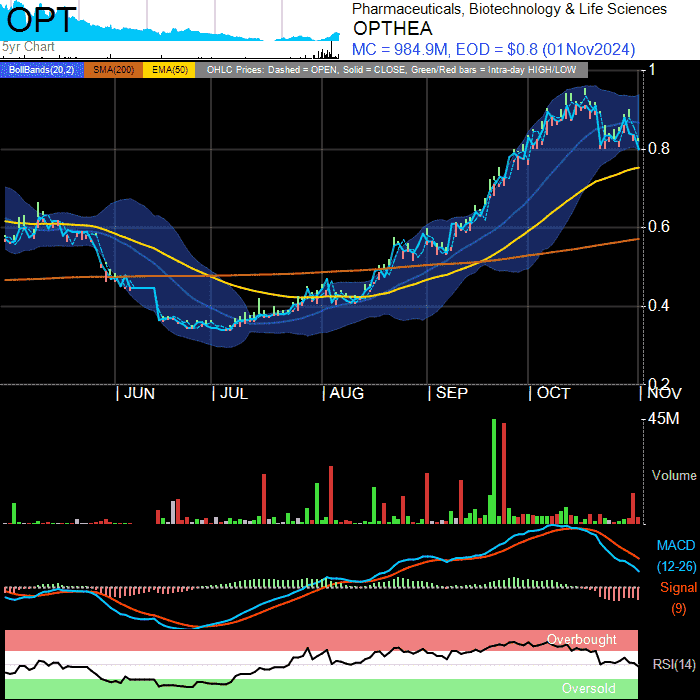 OPT
5yr Chart
Pharmaceuticals, Biotechnology & Life Sciences
OPTHEA
MC = 984.9M, EOD = $0.8 (01Nov2024)
BollBands(20,2) SMA(200) EMA(50) OHLC Prices: Dashed = OPEN, Solid = CLOSE, Green/Red bars = Intra-day HIGH/LOW
1
0.8
0.6
0.4
0.2
JUN JUL AUG SEP OCT NOV
45M
Volume
MACD
(12-26)
Signal
(9)
Overbought
RSI(14)
Oversold